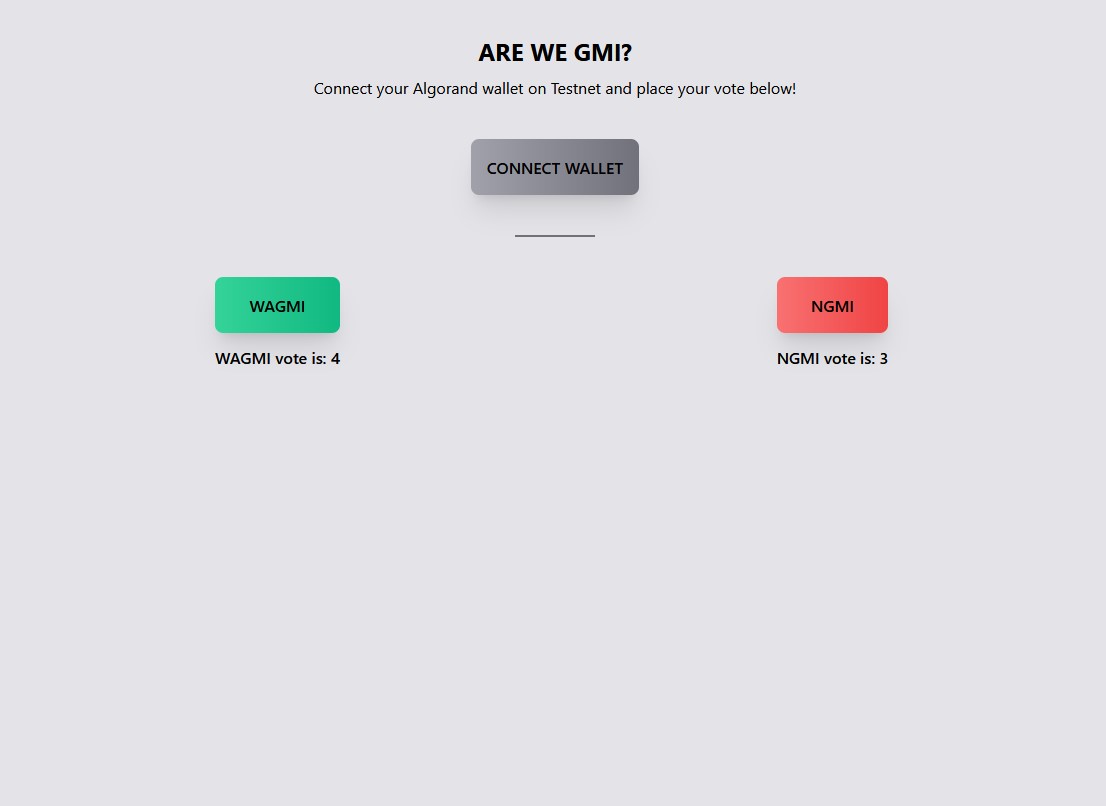 ARE WE GMI?
Connect your Algorand wallet on Testnet and place your vote below!
CONNECT WALLET
WAGMI
NGMI
WAGMI vote is: 4
NGMI vote is: 3